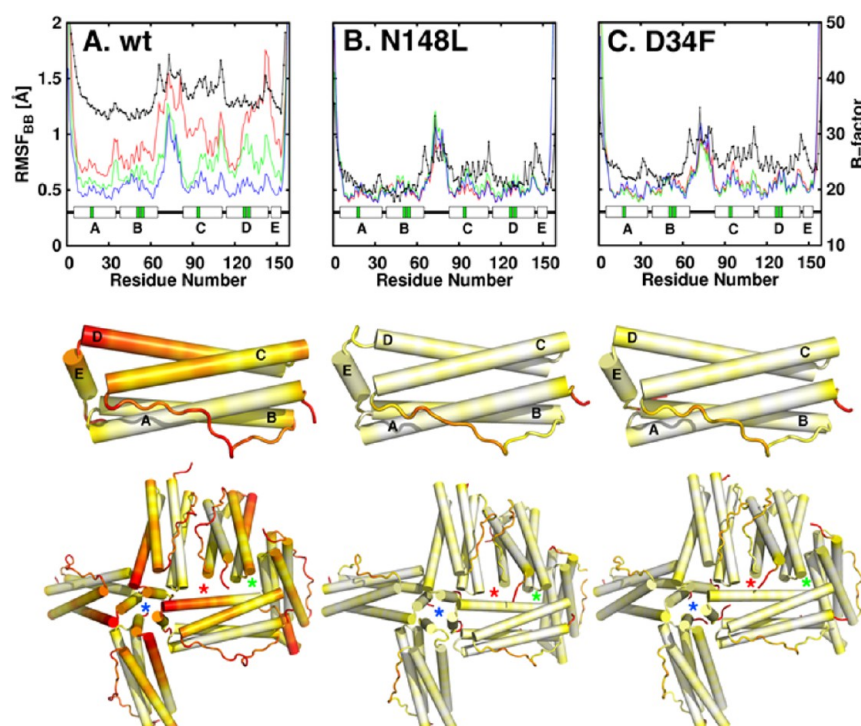 A. wt
B. N148L
C. D34F
RMSF_BB [Å]
2
1.5
1
0.5
0
A B C D E
0 30 60 90 120 150
Residue Number
A B C D E
0 30 60 90 120 150
Residue Number
50
40
30
20
10
B-factor
A B C D E
0 30 60 90 120 150
Residue Number
D
C
E
A
B
D
C
E
A
B
D
C
E
A
B
* * *
* * *
* * *